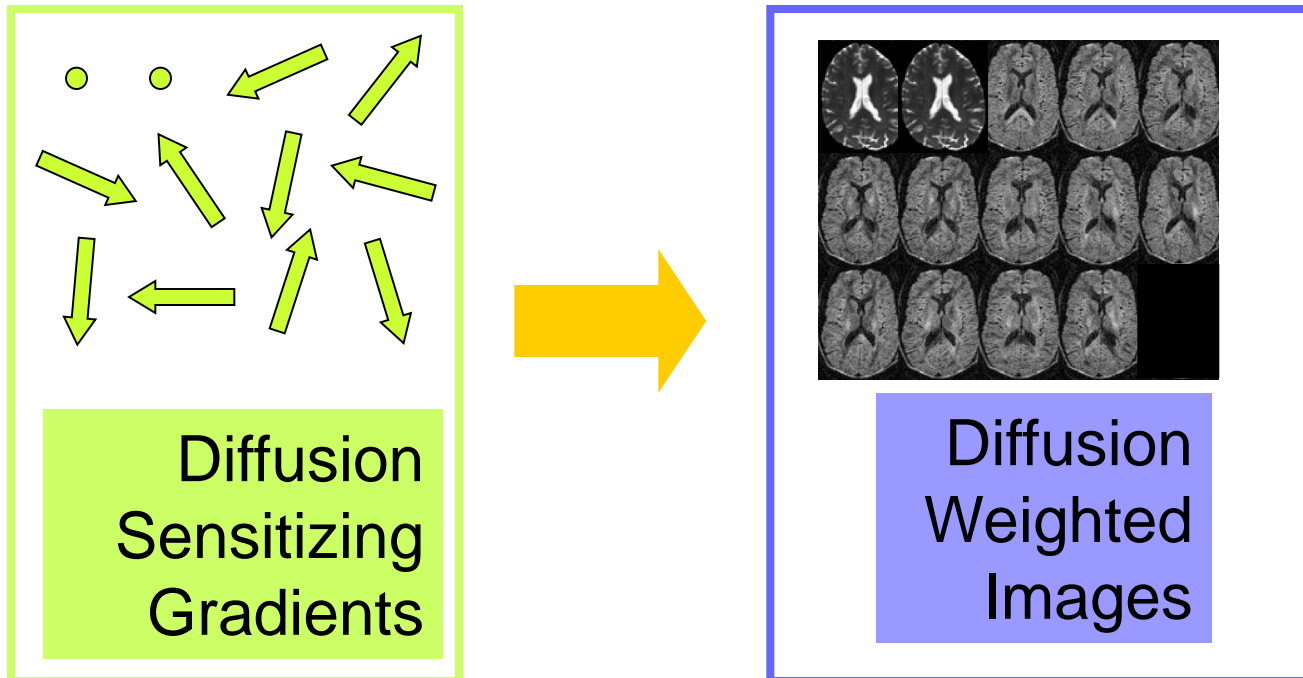 Diffusion
Sensitizing
Gradients
Diffusion
Weighted
Images